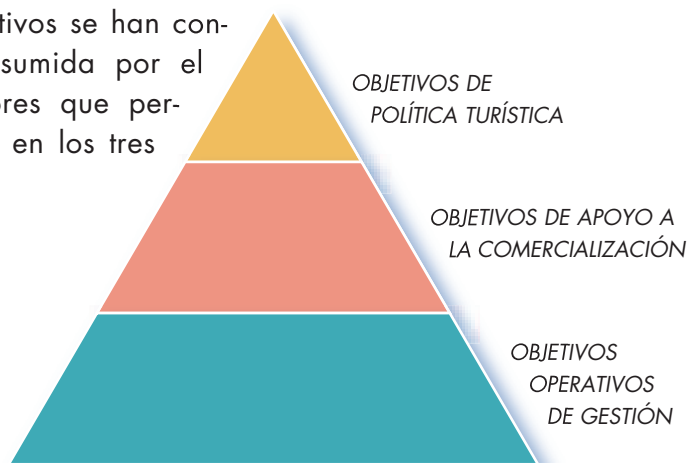 tivos se han con-
sumida por el
res que per-
en los tres
OBJETIVOS DE
POLÍTICA TURÍSTICA
OBJETIVOS DE APOYO A
LA COMERCIALIZACIÓN
OBJETIVOS
OPERATIVOS
DE GESTIÓN